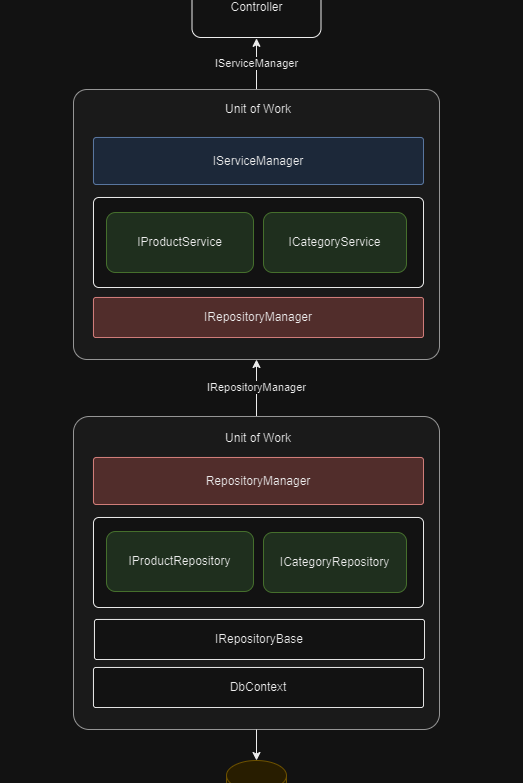 Controller
IServiceManager
Unit of Work
IServiceManager
IProductService
ICategoryService
IRepositoryManager
IRepositoryManager
Unit of Work
RepositoryManager
IProductRepository
ICategoryRepository
IRepositoryBase
DbContext